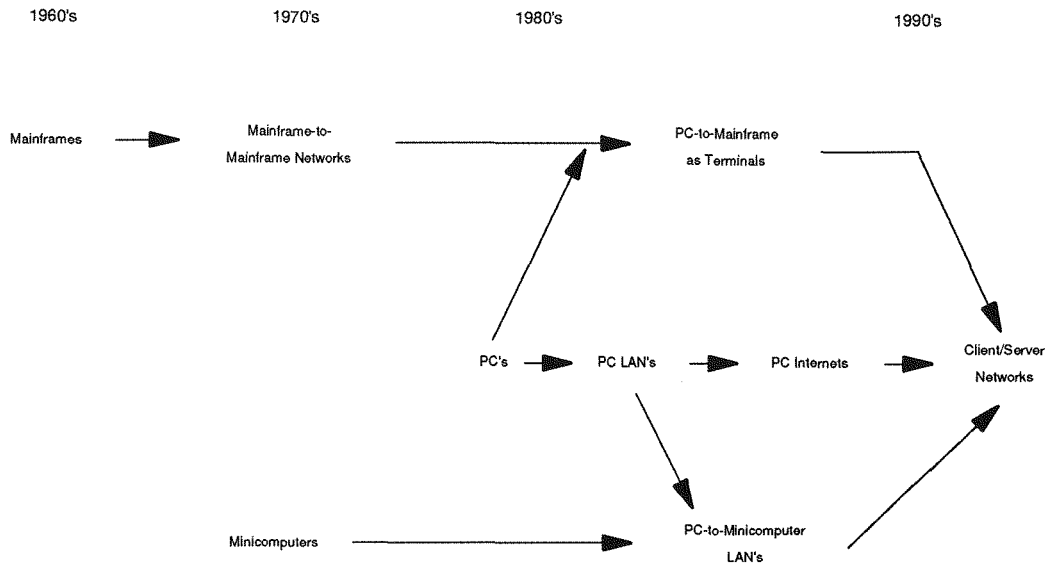 1960's 1970's 1980's 1990's
Mainframes
Mainframe-to-
Mainframe Networks
PC-to-Mainframe
as Terminals
PC's
PC LAN's
PC Internets
Client/Server
Networks
Minicomputers
PC-to-Minicomputer
LAN's